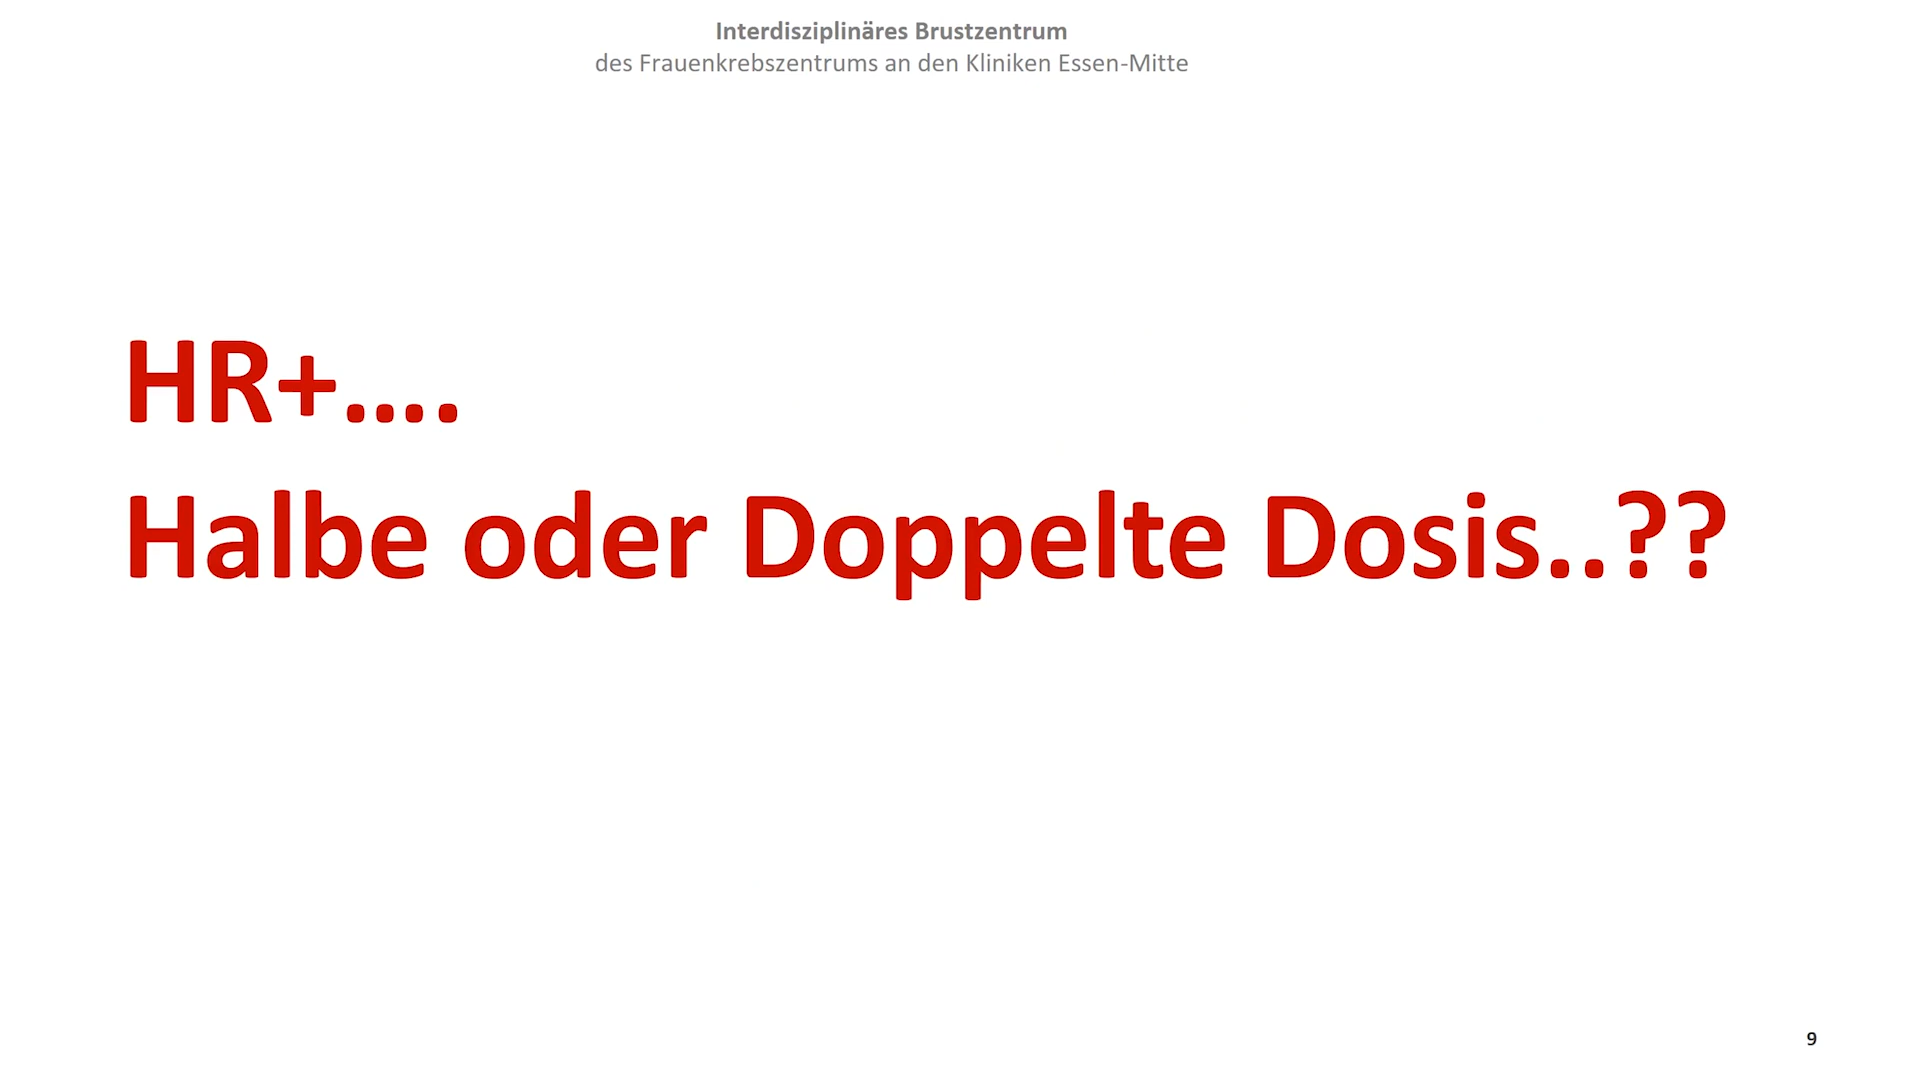 Interdisziplinäres Brustzentrum
des Frauenkrebszentrums an den Kliniken Essen-Mitte
HR+....
Halbe oder Doppelte Dosis..??
9